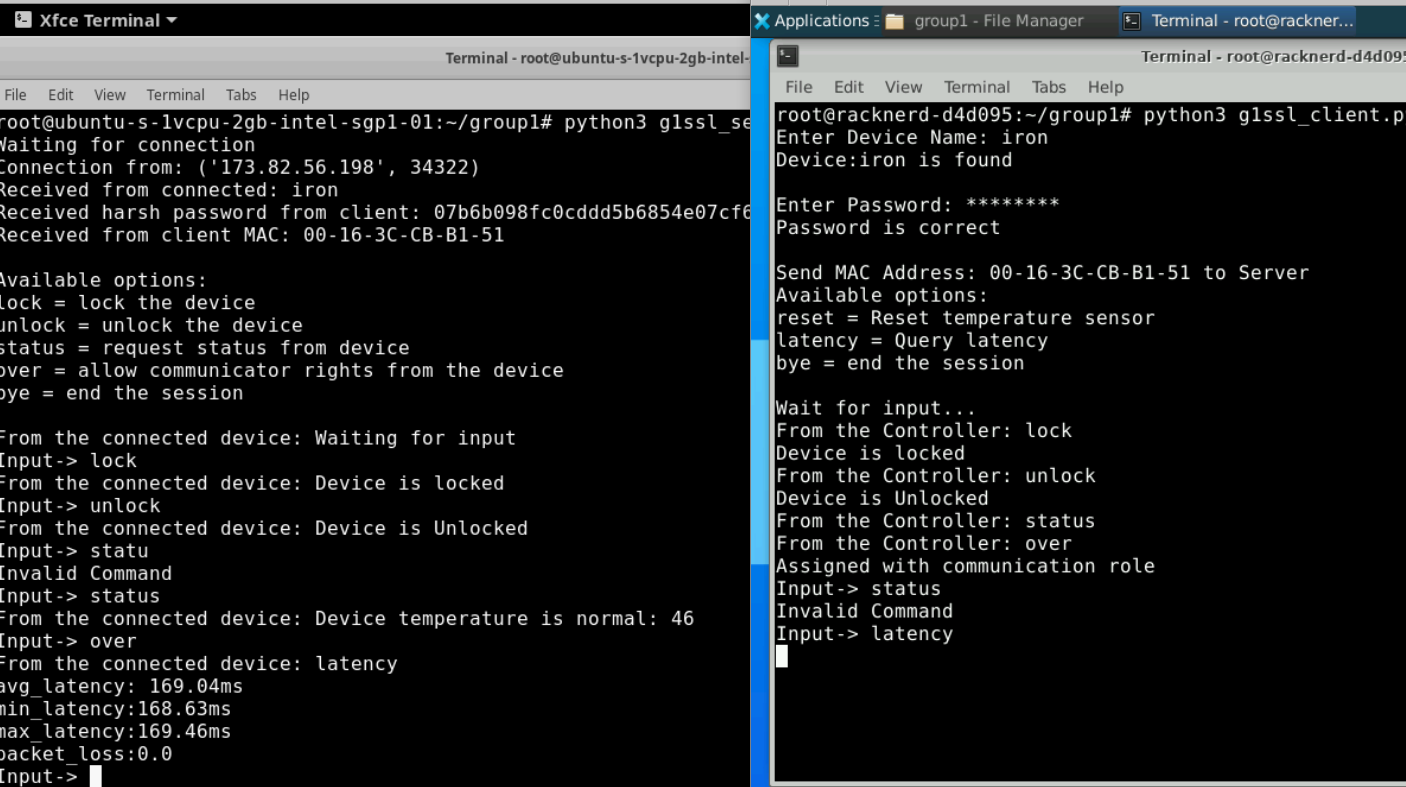 Xfce Terminal
Terminal - root@ubuntu-s-1vcpu-2gb-intel-
File Edit View Terminal Tabs Help
root@ubuntu-s-1vcpu-2gb-intel-sgp1-01:~/group1# python3 g1ssl_se
Waiting for connection
Connection from: ('173.82.56.198', 34322)
Received from connected: iron
Received harsh password from client: 07b6b098fc0cddd5b6854e07cf6
Received from client MAC: 00-16-3C-CB-B1-51
Available options:
lock = lock the device
unlock = unlock the device
status = request status from device
over = allow communicator rights from the device
bye = end the session
From the connected device: Waiting for input
Input-> lock
From the connected device: Device is locked
Input-> unlock
From the connected device: Device is Unlocked
Input-> statu
Invalid Command
Input-> status
From the connected device: Device temperature is normal: 46
Input-> over
From the connected device: latency
avg_latency: 169.04ms
min_latency:168.63ms
max_latency:169.46ms
packet_loss:0.0
Input->
Applications group1 - File Manager Terminal - root@rackner...
Terminal - root@racknerd-d4d095
File Edit View Terminal Tabs Help
root@racknerd-d4d095:~/group1# python3 g1ssl_client.p
Enter Device Name: iron
Device:iron is found
Enter Password: ********
Password is correct
Send MAC Address: 00-16-3C-CB-B1-51 to Server
Available options:
reset = Reset temperature sensor
latency = Query latency
bye = end the session
Wait for input...
From the Controller: lock
Device is locked
From the Controller: unlock
Device is Unlocked
From the Controller: status
From the Controller: over
Assigned with communication role
Input-> status
Invalid Command
Input-> latency